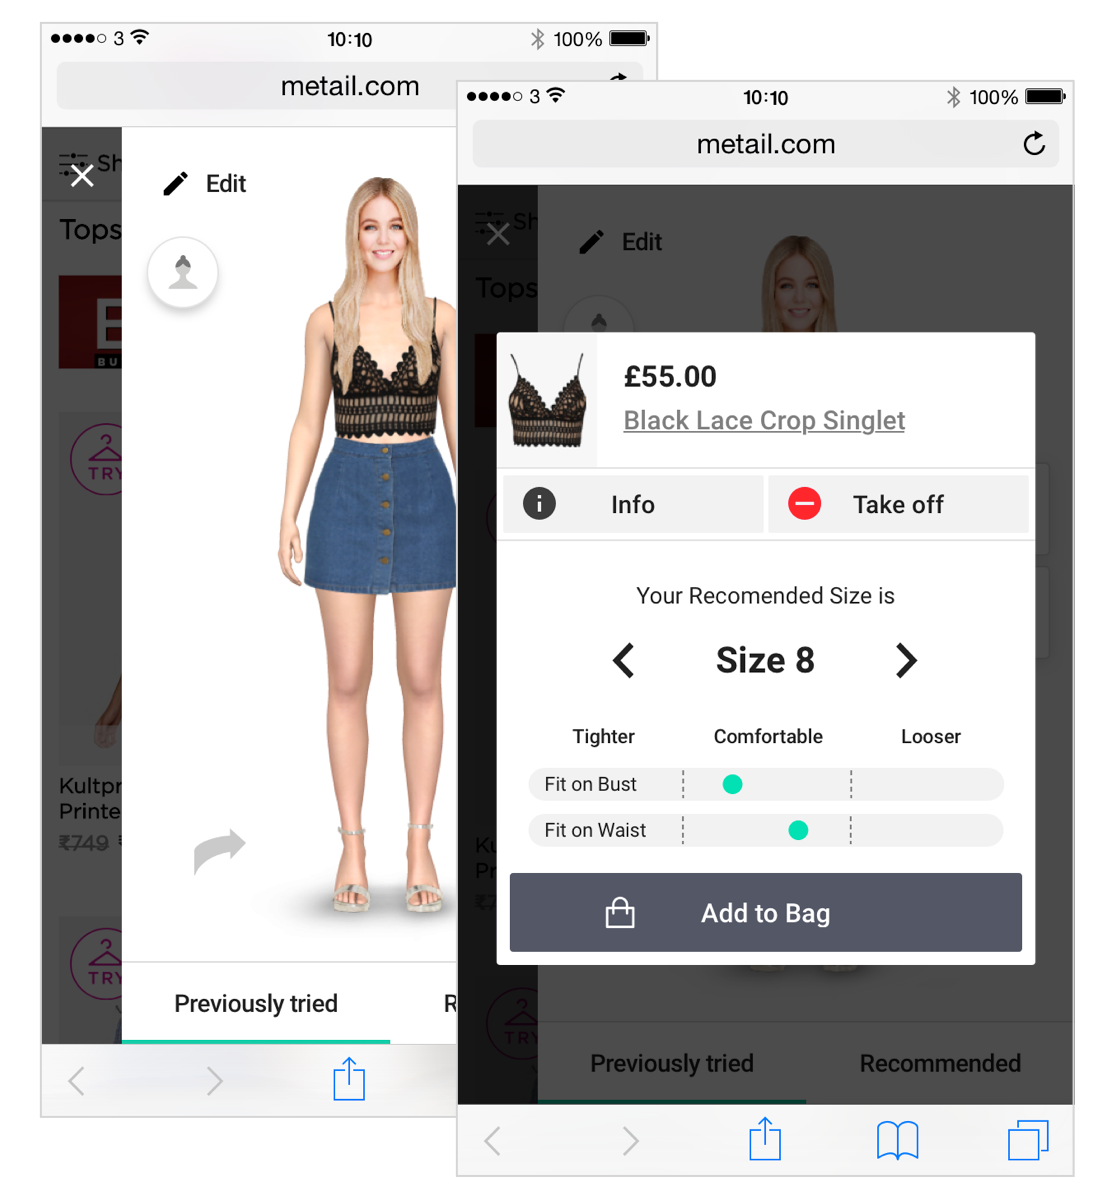 3
10:10
100%
metail.com
Sh
Edit
Tops
BU
TRY
Kultpr
Printe
₹749
TRY
Previously tried
R
3
10:10
100%
metail.com
Sh
Edit
Tops
£55.00
Black Lace Crop Singlet
Info
Take off
Your Recomended Size is
Size 8
Tighter
Comfortable
Looser
Fit on Bust
Fit on Waist
Add to Bag
Ku
Pr
₹7
TRY
Previously tried
Recommended